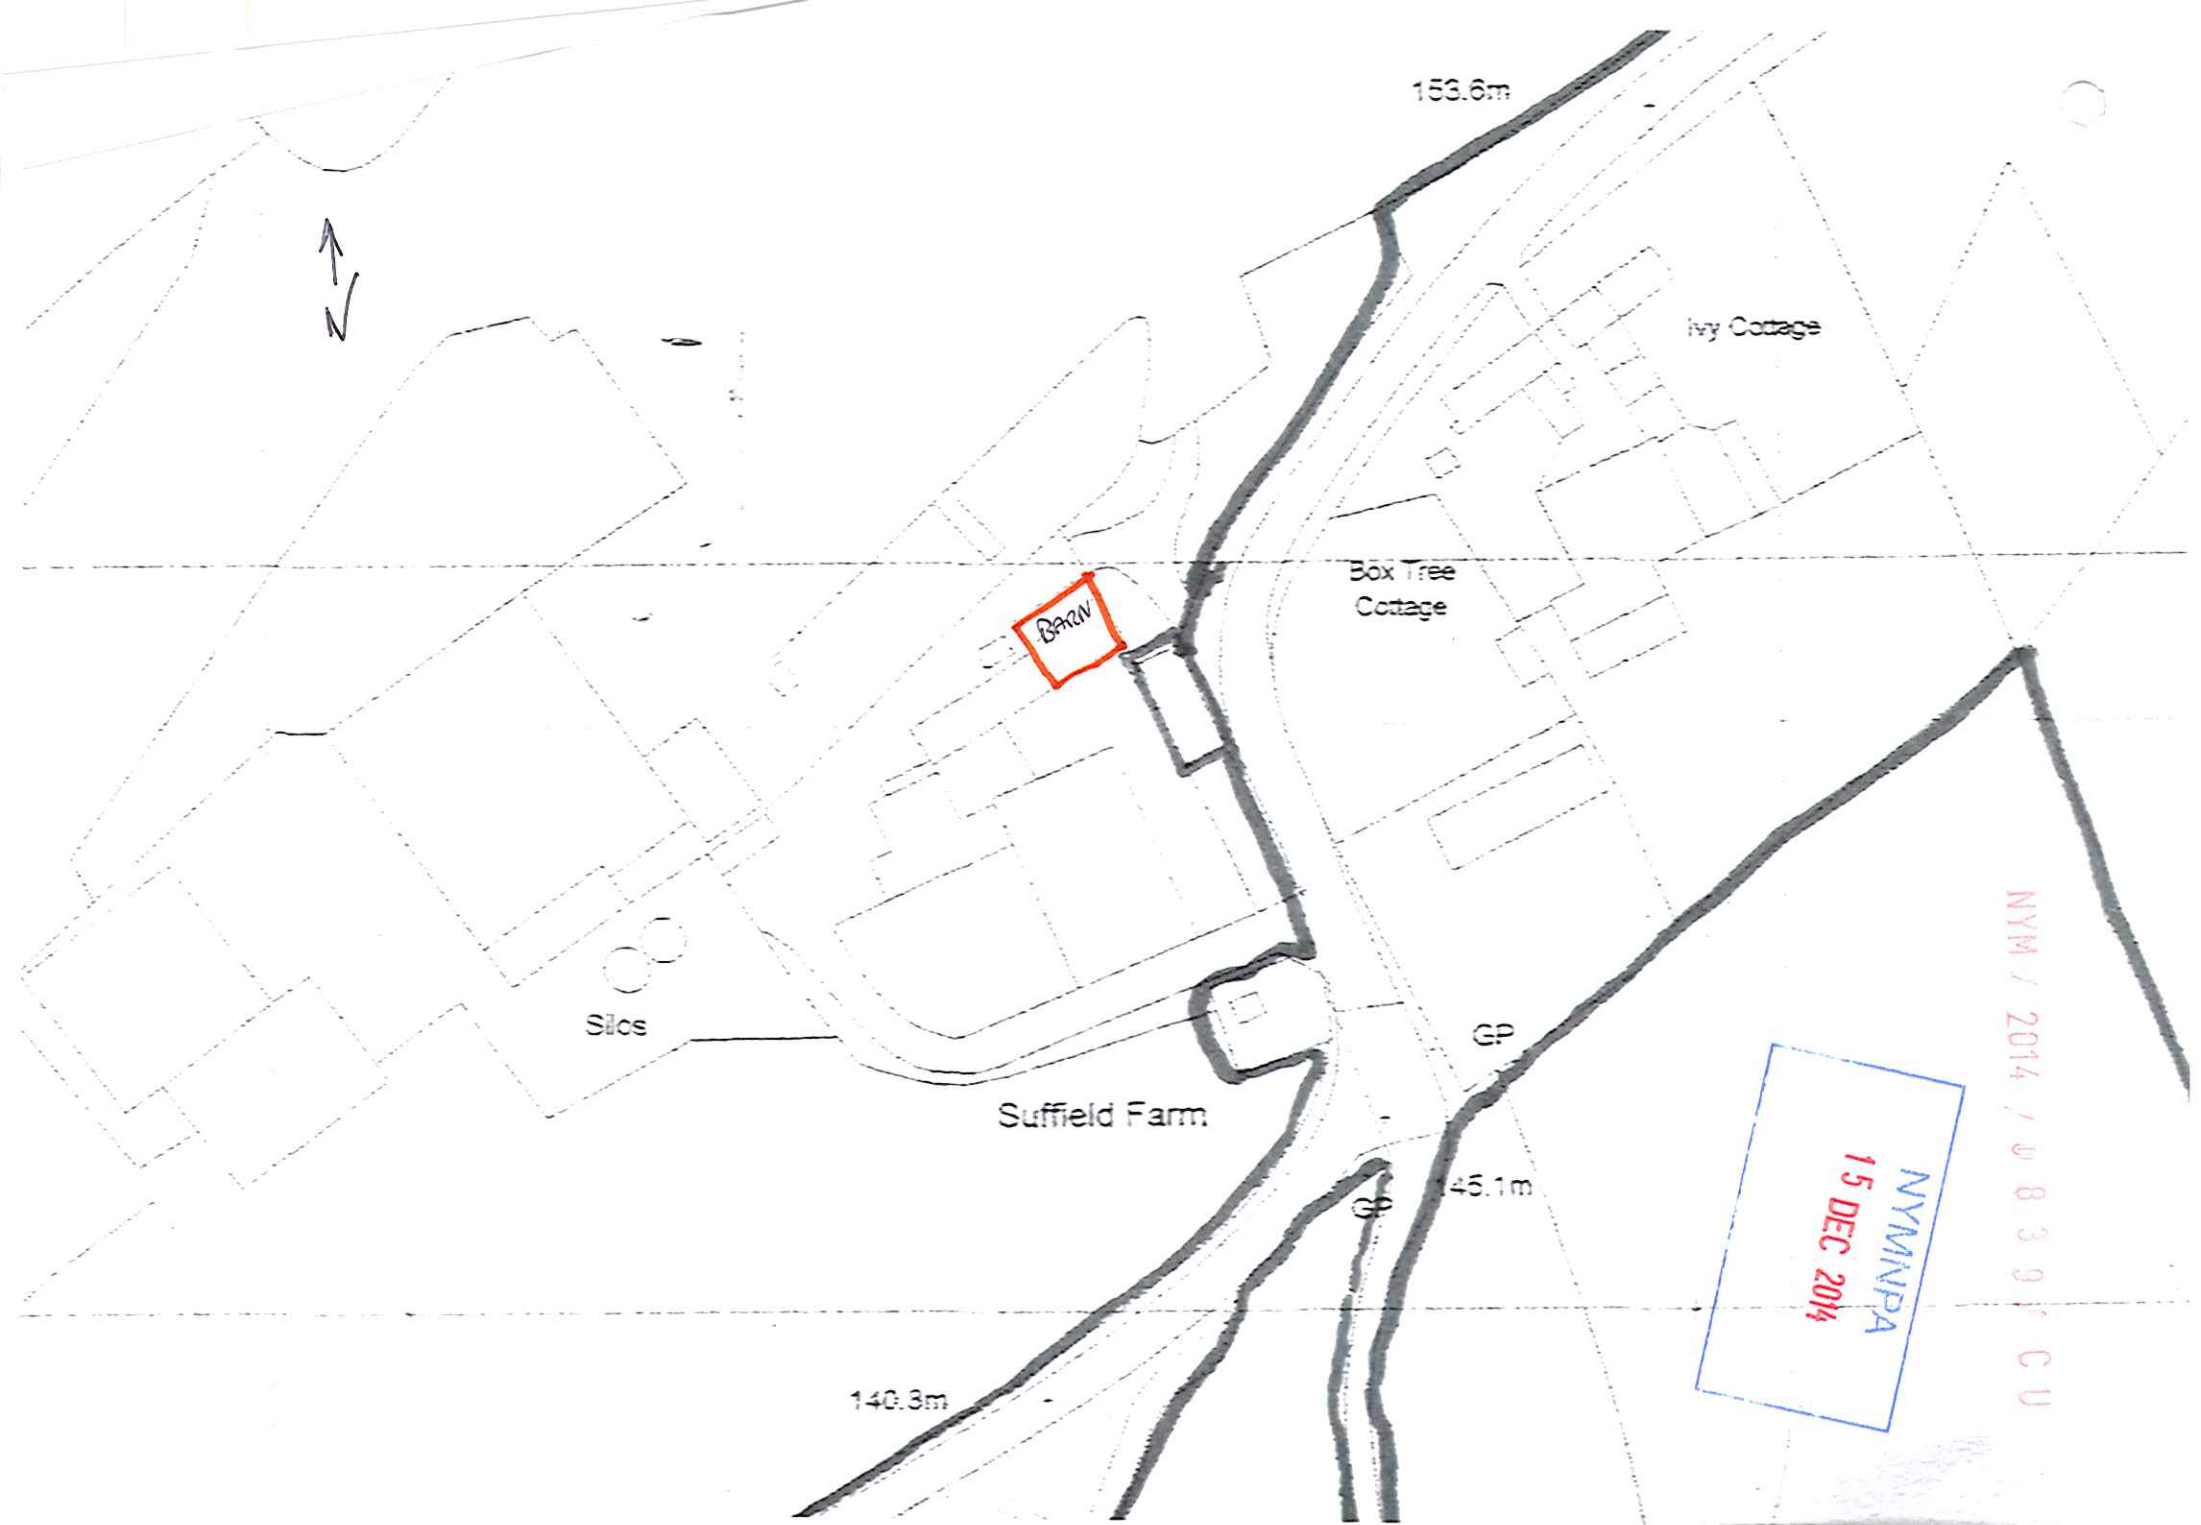 153.6m
N
Ivy Cottage
Box Tree
Cottage
BARN
Silos
GP
Suffield Farm
GP
45.1m
140.3m
NYMNPA
15 DEC 2014
NYM / 2014 / 0 8 3 9 / C U